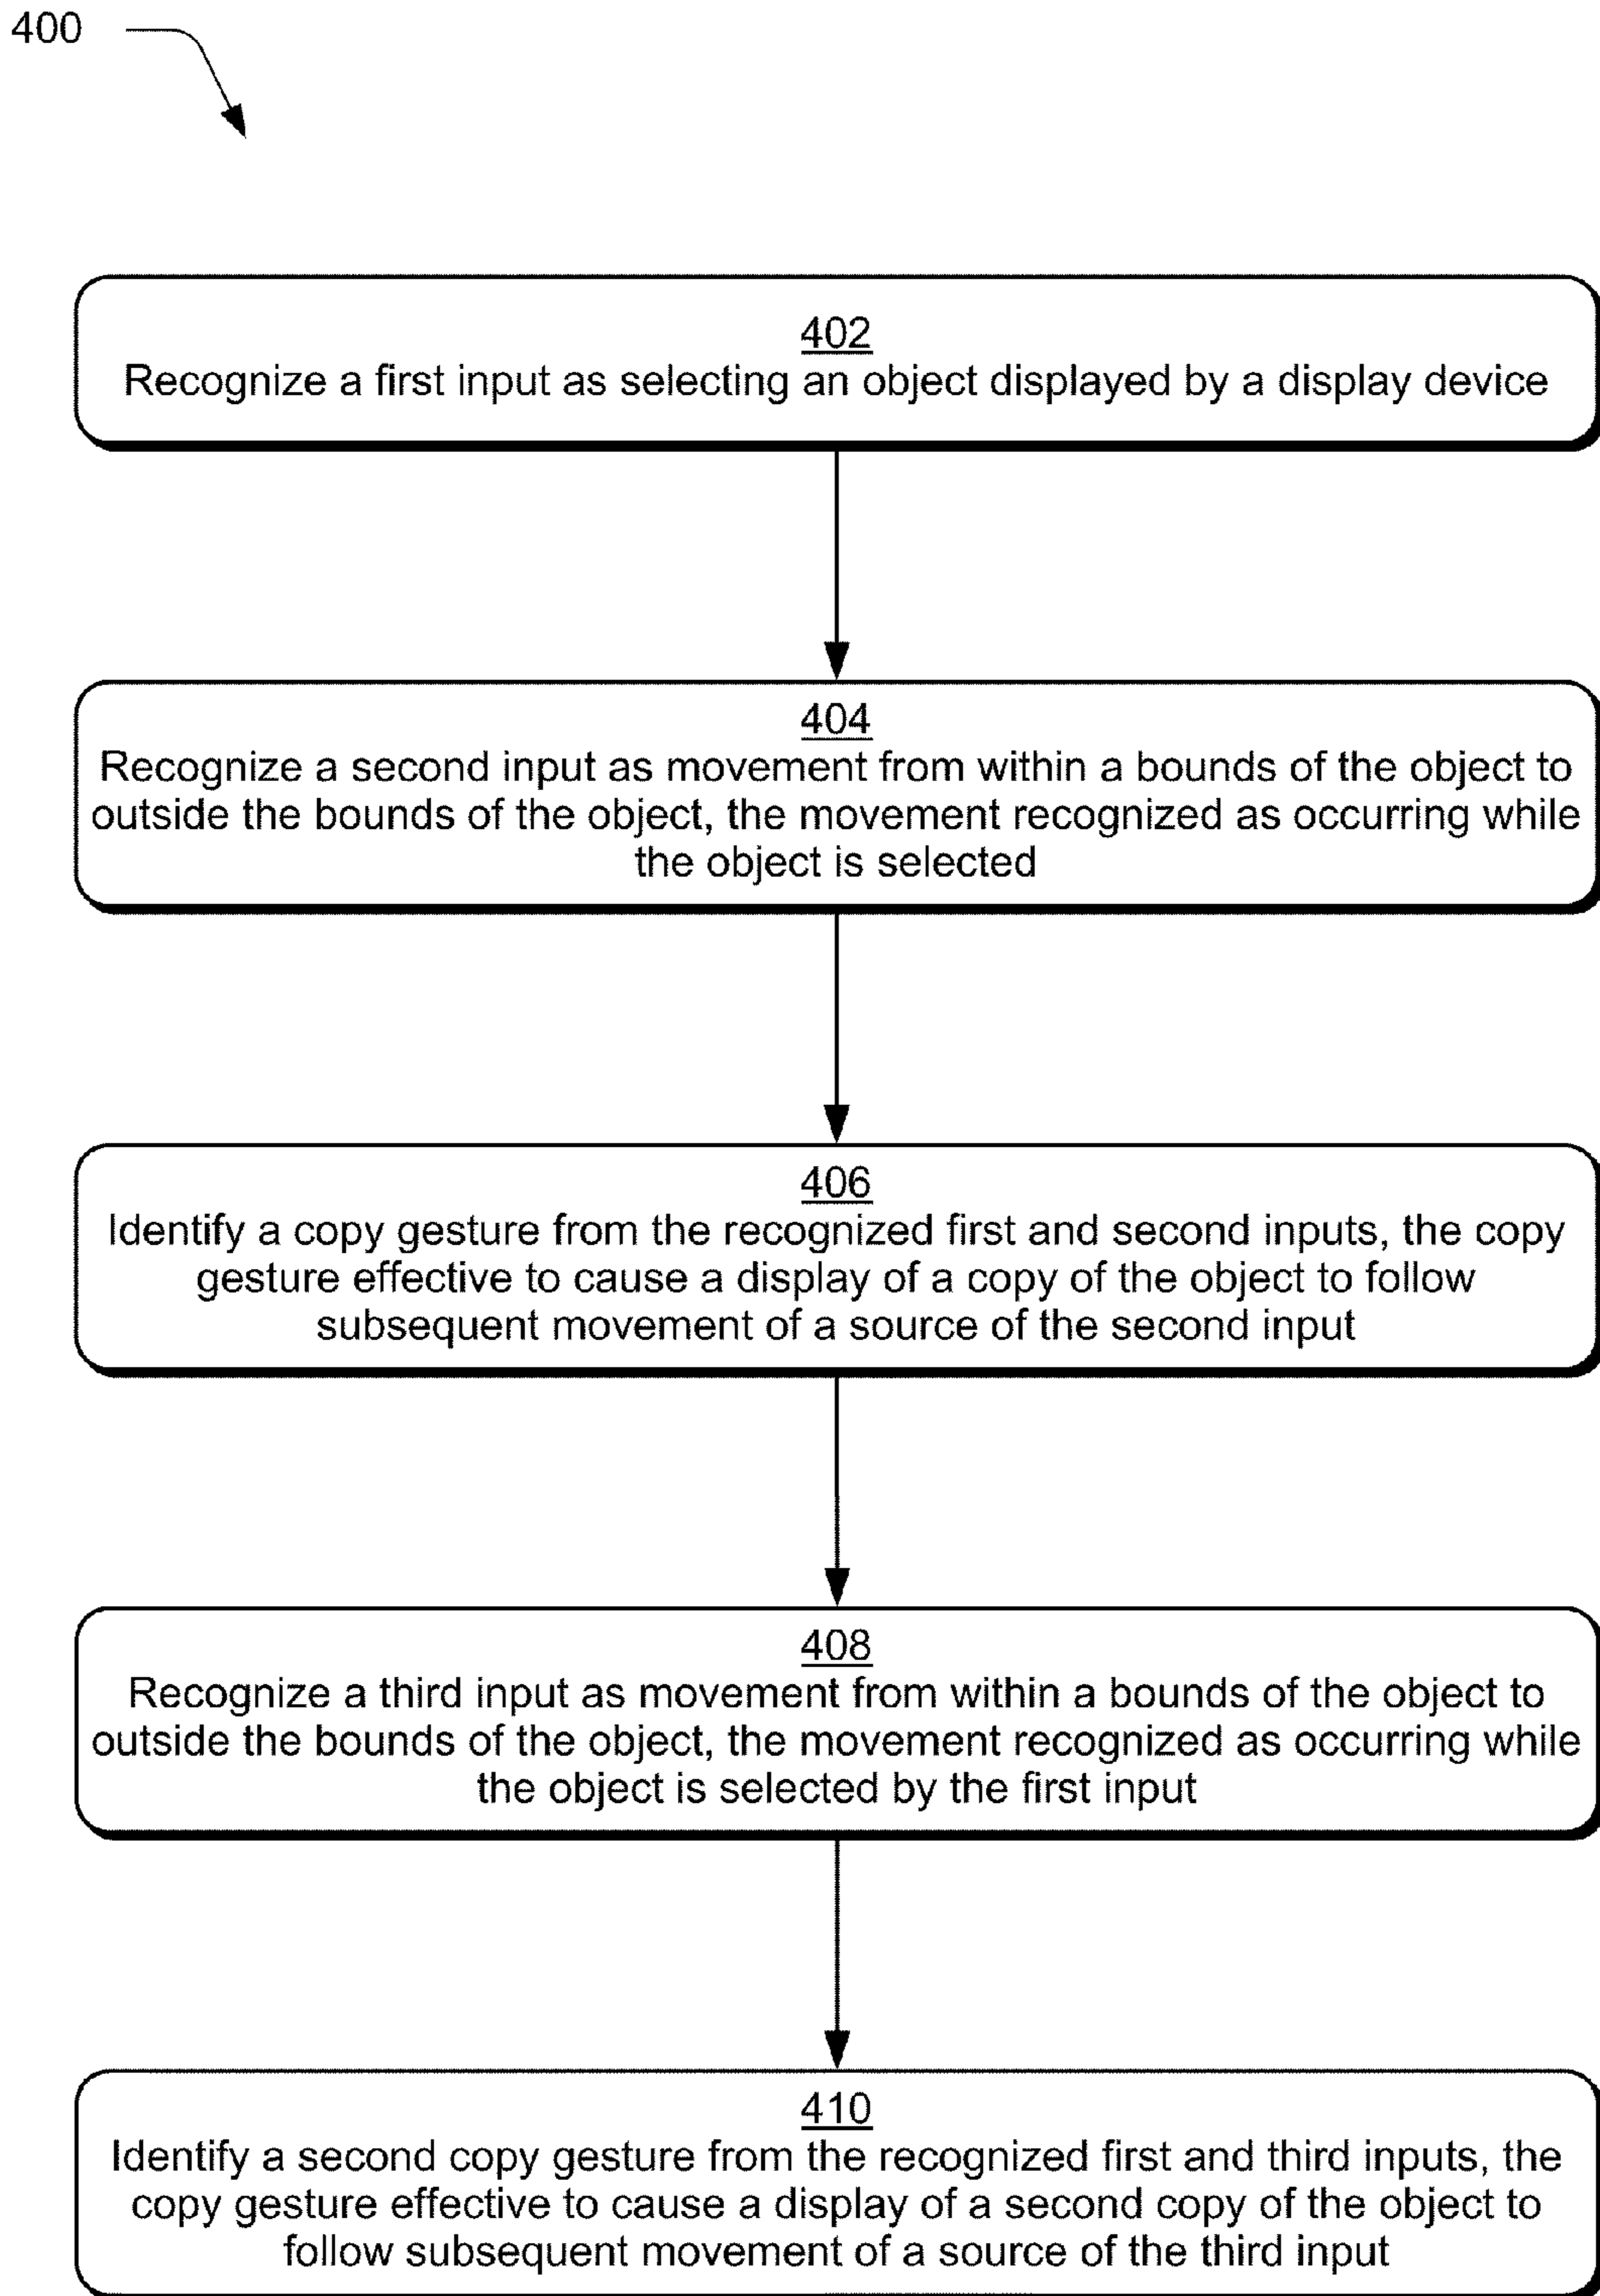 400
402
Recognize a first input as selecting an object displayed by a display device
404
Recognize a second input as movement from within a bounds of the object to
outside the bounds of the object, the movement recognized as occurring while
the object is selected
406
Identify a copy gesture from the recognized first and second inputs, the copy
gesture effective to cause a display of a copy of the object to follow
subsequent movement of a source of the second input
408
Recognize a third input as movement from within a bounds of the object to
outside the bounds of the object, the movement recognized as occurring while
the object is selected by the first input
410
Identify a second copy gesture from the recognized first and third inputs, the
copy gesture effective to cause a display of a second copy of the object to
follow subsequent movement of a source of the third input